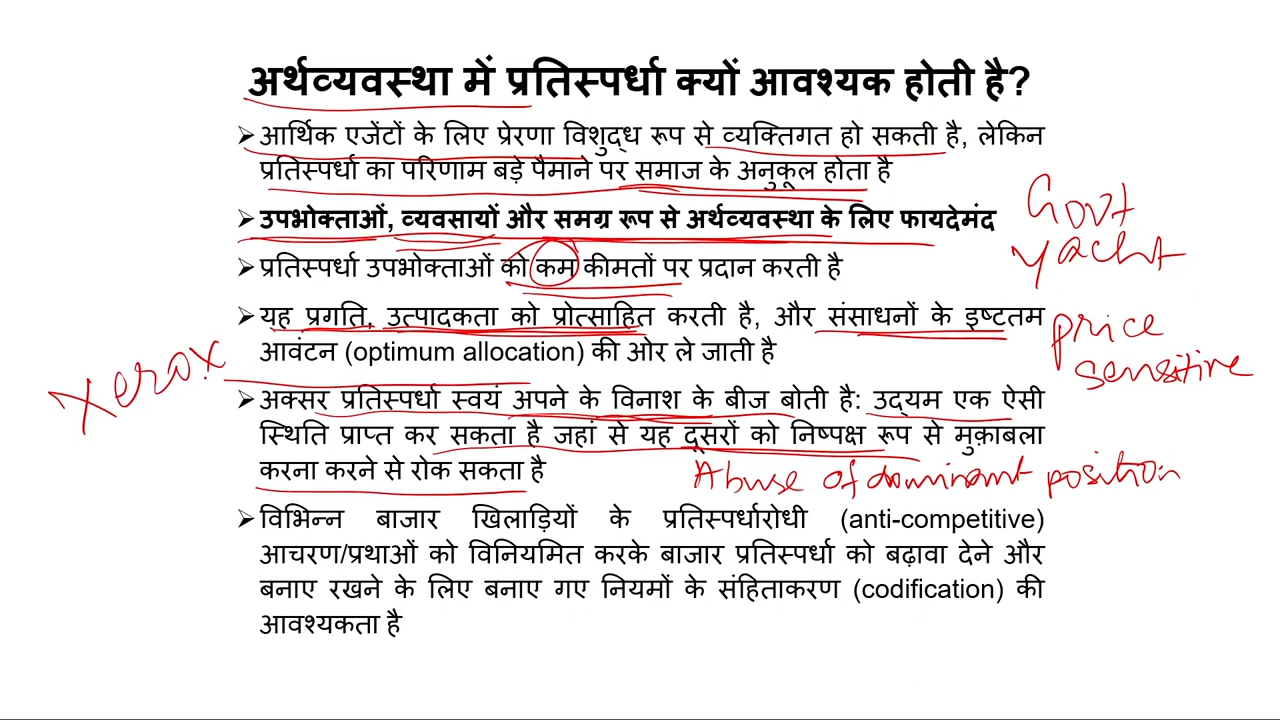 अर्थव्यवस्था में प्रतिस्पर्धा क्यों आवश्यक होती है?
➢ आर्थिक एजेंटों के लिए प्रेरणा विशुद्ध रूप से व्यक्तिगत हो सकती है, लेकिन
प्रतिस्पर्धा का परिणाम बड़े पैमाने पर समाज के अनुकूल होता है
➢ उपभोक्ताओं, व्यवसायों और समग्र रूप से अर्थव्यवस्था के लिए फायदेमंद
Govt
yacht
➢ प्रतिस्पर्धा उपभोक्ताओं को कम कीमतों पर प्रदान करती है
➢ यह प्रगति, उत्पादकता को प्रोत्साहित करती है, और संसाधनों के इष्टतम
आवंटन (optimum allocation) की ओर ले जाती है
price
sensitive
Xerox
➢ अक्सर प्रतिस्पर्धा स्वयं अपने के विनाश के बीज बोती है: उद्यम एक ऐसी
स्थिति प्राप्त कर सकता है जहां से यह दूसरों को निष्पक्ष रूप से मुक़ाबला
करना करने से रोक सकता है
Abuse of dominant position
➢ विभिन्न बाजार खिलाड़ियों के प्रतिस्पर्धारोधी (anti-competitive)
आचरण/प्रथाओं को विनियमित करके बाजार प्रतिस्पर्धा को बढ़ावा देने और
बनाए रखने के लिए बनाए गए नियमों के संहिताकरण (codification) की
आवश्यकता है